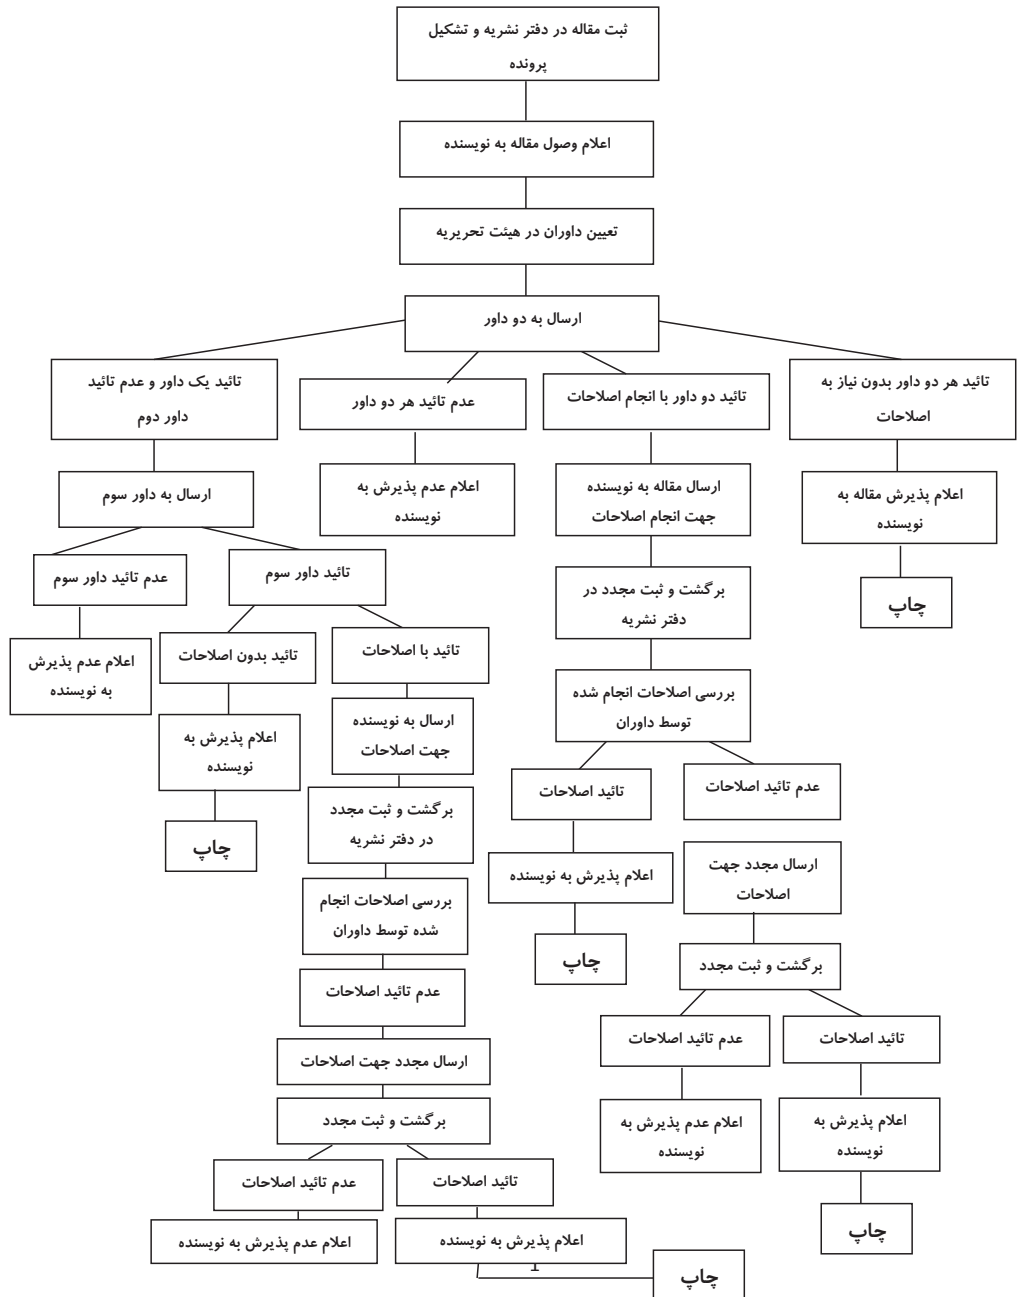 ثبت مقاله در دفتر نشریه و تشکیل
پرونده
اعلام وصول مقاله به نویسنده
تعیین داوران در هیئت تحریریه
ارسال به دو داور
تائید هر دو داور بدون نیاز به
اصلاحات
اعلام پذیرش مقاله به
نویسنده
چاپ
تائید دو داور با انجام اصلاحات
ارسال مقاله به نویسنده
جهت انجام اصلاحات
برگشت و ثبت مجدد در
دفتر نشریه
بررسی اصلاحات انجام شده
توسط داوران
عدم تائید اصلاحات
ارسال مجدد جهت
اصلاحات
برگشت و ثبت مجدد
تائید اصلاحات
اعلام پذیرش به
نویسنده
چاپ
عدم تائید اصلاحات
اعلام عدم پذیرش به
نویسنده
تائید اصلاحات
اعلام پذیرش به نویسنده
چاپ
عدم تائید هر دو داور
اعلام عدم پذیرش به
نویسنده
تائید یک داور و عدم تائید
داور دوم
ارسال به داور سوم
تائید داور سوم
تائید با اصلاحات
ارسال به نویسنده
جهت اصلاحات
برگشت و ثبت مجدد
در دفتر نشریه
بررسی اصلاحات انجام
شده توسط داوران
عدم تائید اصلاحات
ارسال مجدد جهت اصلاحات
برگشت و ثبت مجدد
تائید اصلاحات
اعلام پذیرش به نویسنده
چاپ
عدم تائید اصلاحات
اعلام عدم پذیرش به نویسنده
تائید بدون اصلاحات
اعلام پذیرش به
نویسنده
چاپ
عدم تائید داور سوم
اعلام عدم پذیرش
به نویسنده